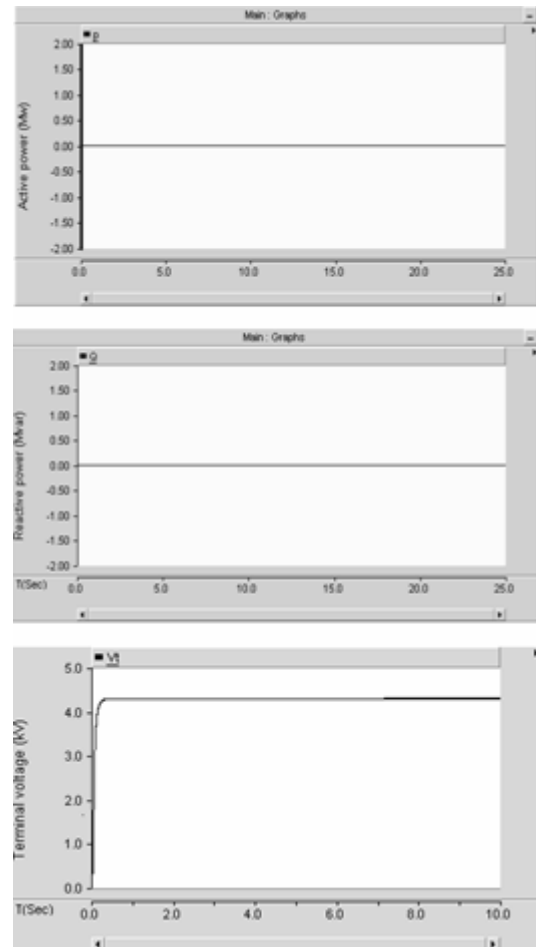 Main : Graphs
p
2.00
1.50
1.00
0.50
0.00
-0.50
-1.00
-1.50
-2.00
Active power (Mw)
0.0 5.0 10.0 15.0 20.0 25.0
Main : Graphs
Q
2.00
1.50
1.00
0.50
0.00
-0.50
-1.00
-1.50
-2.00
Reactive power (Mvar)
T(Sec) 0.0 5.0 10.0 15.0 20.0 25.0
Vt
5.0
4.0
3.0
2.0
1.0
0.0
Terminal voltage (kV)
T(Sec) 0.0 2.0 4.0 6.0 8.0 10.0